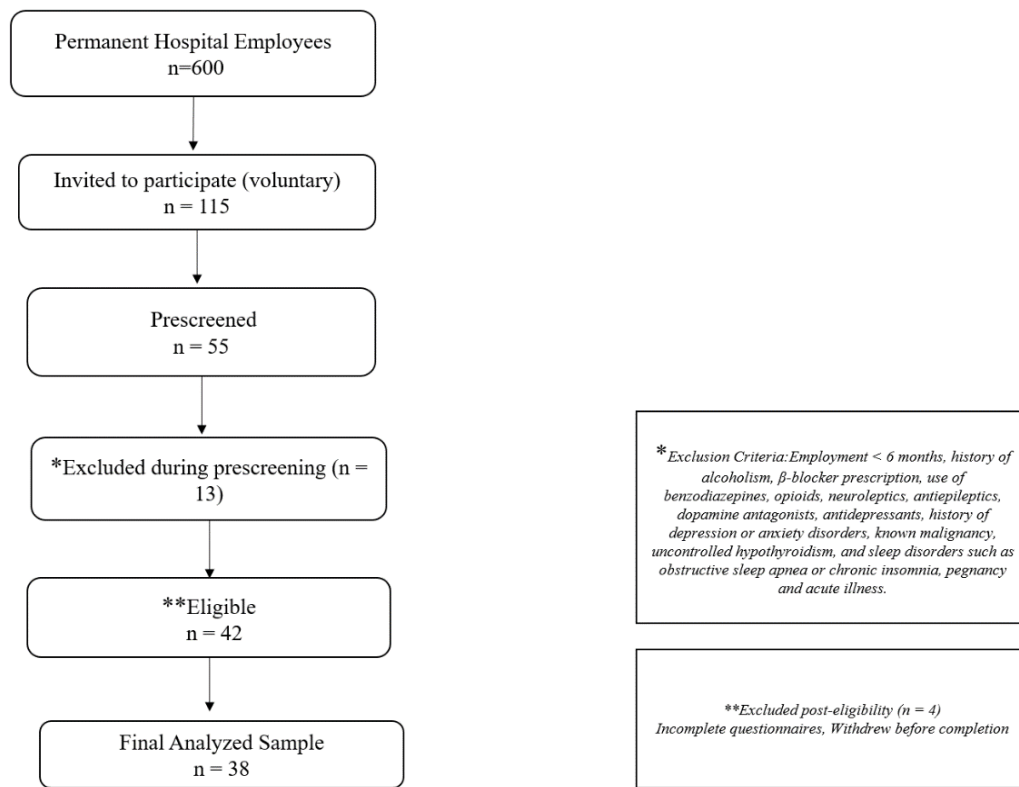 Permanent Hospital Employees
n=600
Invited to participate (voluntary)
n = 115
Prescreened
n = 55
*Excluded during prescreening (n =
13)
**Eligible
n = 42
Final Analyzed Sample
n = 38
*Exclusion Criteria:Employment < 6 months, history of
alcoholism, β-blocker prescription, use of
benzodiazepines, opioids, neuroleptics, antiepileptics,
dopamine antagonists, antidepressants, history of
depression or anxiety disorders, known malignancy,
uncontrolled hypothyroidism, and sleep disorders such as
obstructive sleep apnea or chronic insomnia, pegnancy
and acute illness.
**Excluded post-eligibility (n = 4)
Incomplete questionnaires, Withdrew before completion